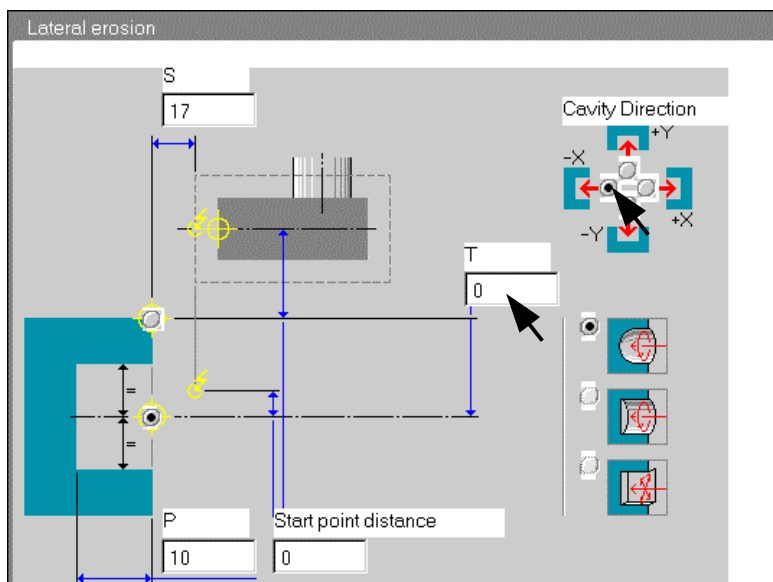 Lateral erosion
S
17
Cavity Direction
+Y
-X
+X
-Y
T
0
=
=
P
Start point distance
10
0